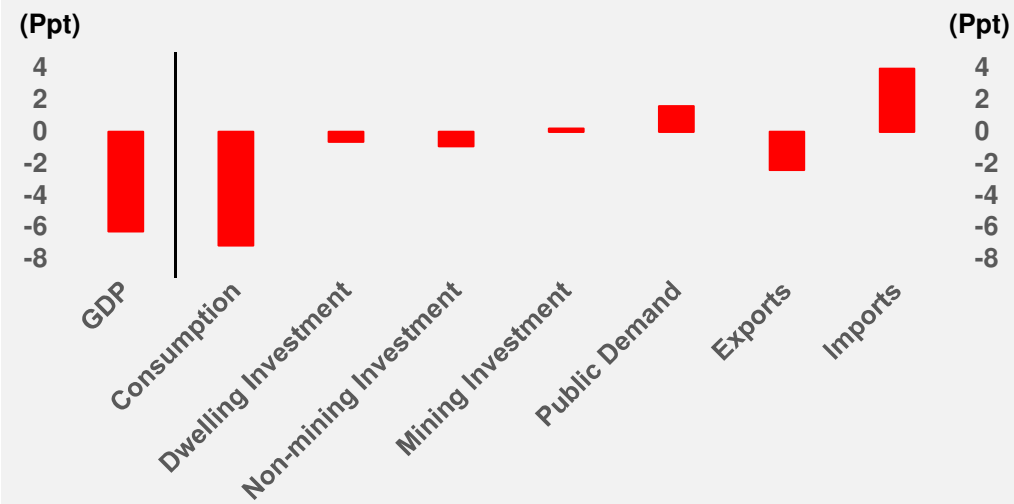 (Ppt) (Ppt)
4 4
2 2
0 0
-2 -2
-4 -4
-6 -6
-8 -8
GDP
Consumption
Dwelling Investment
Non-mining Investment
Mining Investment
Public Demand
Exports
Imports